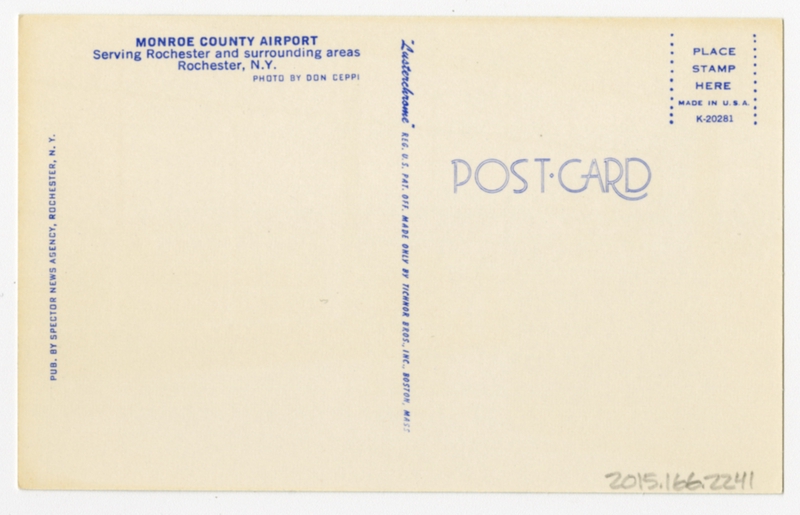 MONROE COUNTY AIRPORT
Serving Rochester and surrounding areas
Rochester, N.Y.
PHOTO BY DON CEPPI
PUB. BY SPECTOR NEWS AGENCY, ROCHESTER, N. Y.
"Lusterchrome" REG. U.S. PAT. OFF. MADE ONLY BY TICHNOR BROS., INC., BOSTON, MASS
POST·CARD
PLACE
STAMP
HERE
MADE IN U.S.A.
K-20281
2015.166.2241